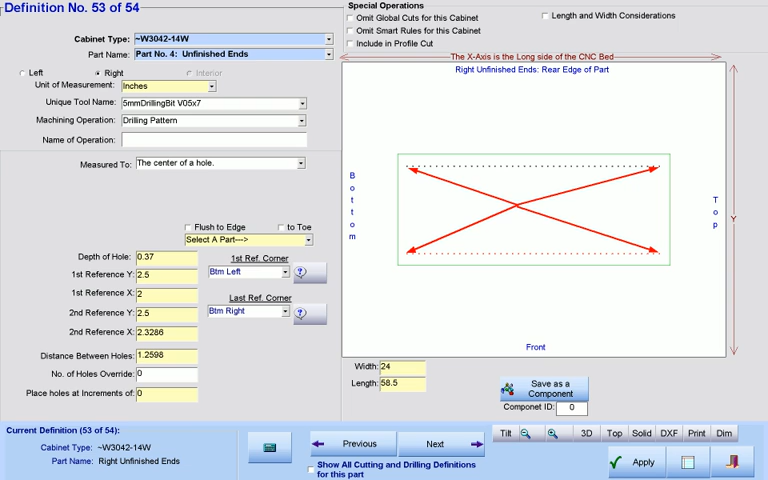 Definition No. 53 of 54
Cabinet Type: ~W3042-14W
Part Name: Part No. 4: Unfinished Ends
Left Right Interior
Unit of Measurement: Inches
Unique Tool Name: 5mmDrillingBit V05x7
Machining Operation: Drilling Pattern
Name of Operation:
Measured To: The center of a hole.
Flush to Edge to Toe
Select A Part--->
Depth of Hole: 0.37
1st Reference Y: 2.5
1st Reference X: 2
2nd Reference Y: 2.5
2nd Reference X: 2.3286
Distance Between Holes: 1.2598
No. of Holes Override: 0
Place holes at Increments of: 0
1st Ref. Corner
Btm Left
Last Ref. Corner
Btm Right
Special Operations
Omit Global Cuts for this Cabinet
Omit Smart Rules for this Cabinet
Include in Profile Cut
Length and Width Considerations
The X-Axis is the Long side of the CNC Bed
Right Unfinished Ends: Rear Edge of Part
Bottom
Top
Y
Front
Width: 24
Length: 58.5
Save as a
Component
Componet ID: 0
Current Definition (53 of 54):
Cabinet Type: ~W3042-14W
Part Name: Right Unfinished Ends
Previous
Next
Show All Cutting and Drilling Definitions
for this part
Tilt 3D Top Solid DXF Print Dim
Apply